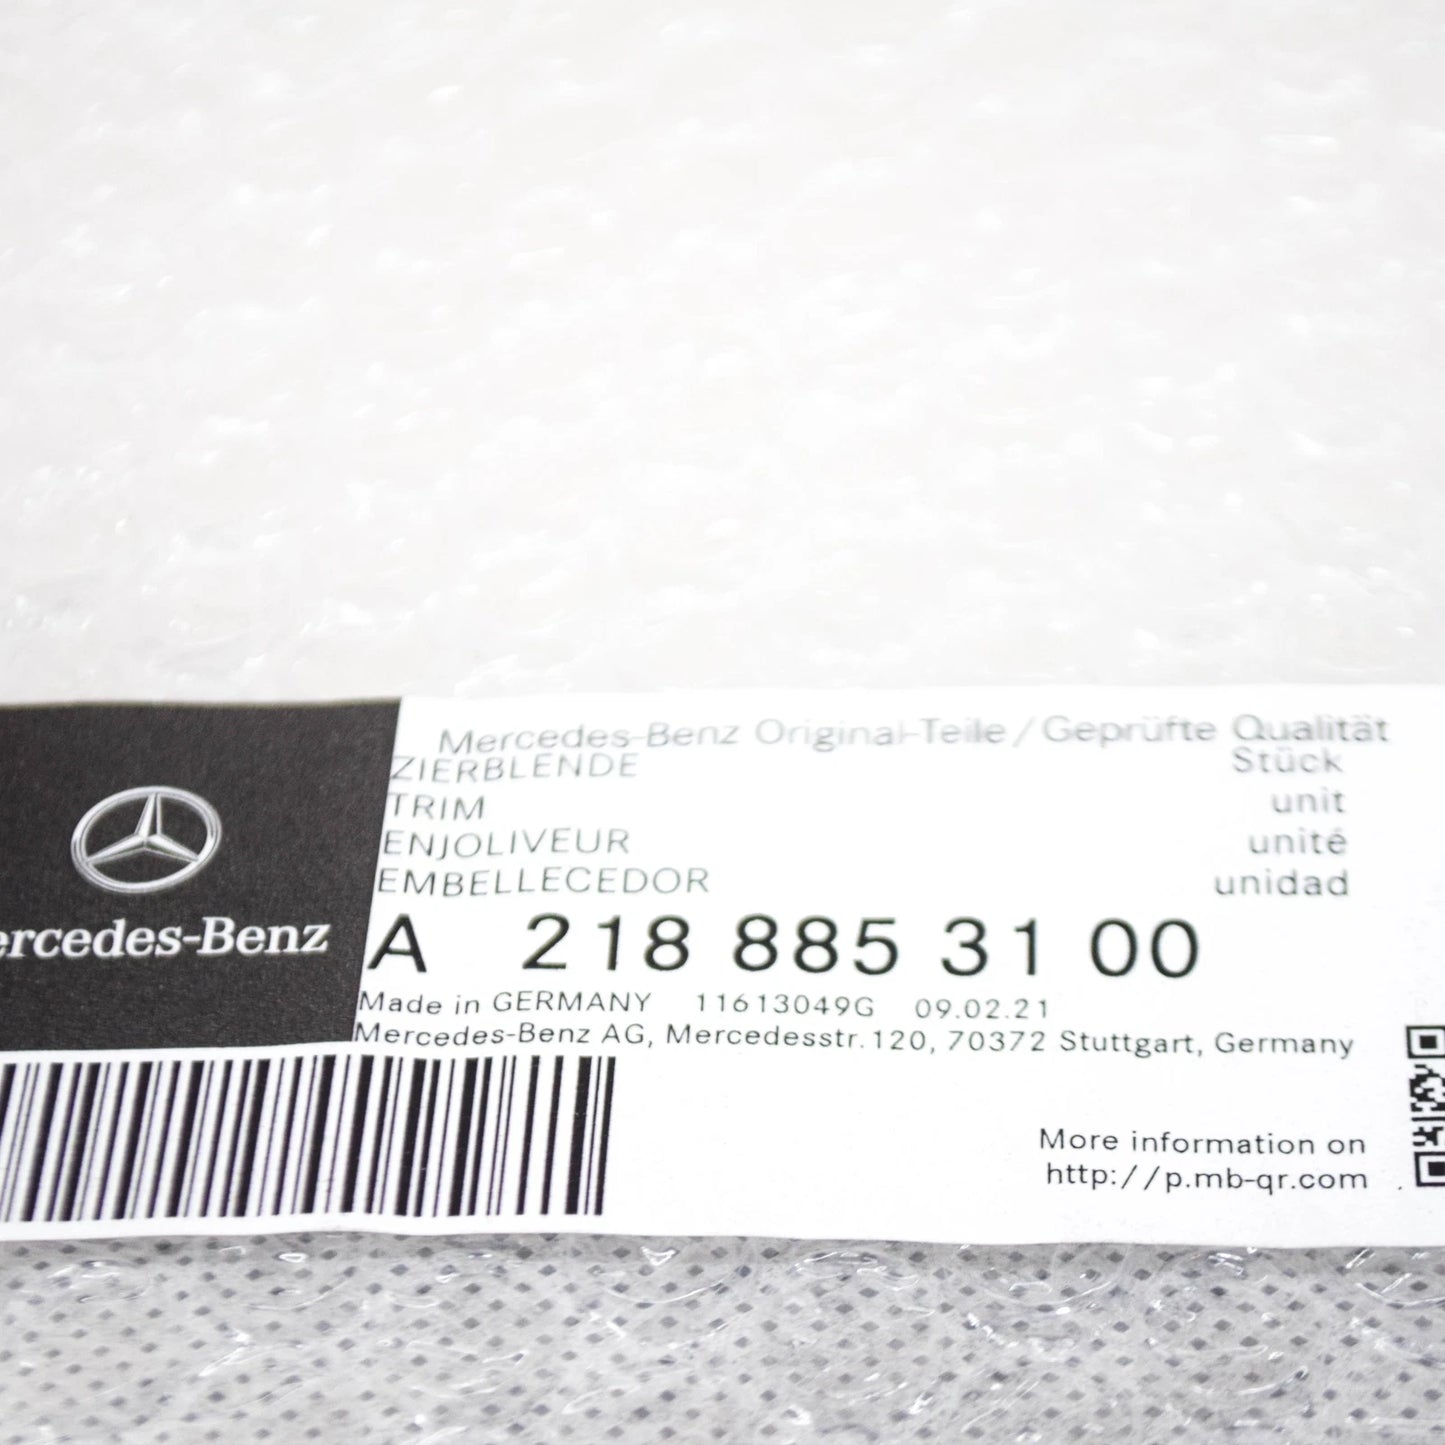 Mercedes-Benz Original-Teile / Geprüfte Qualität
ZIERBLENDE Stück
TRIM unit
ENJOLIVEUR unité
EMBELLECEDOR unidad
ercedes-Benz
A 218 885 31 00
Made in GERMANY 11613049G 09.02.21
Mercedes-Benz AG, Mercedesstr. 120, 70372 Stuttgart, Germany
More information on
http://p.mb-qr.com